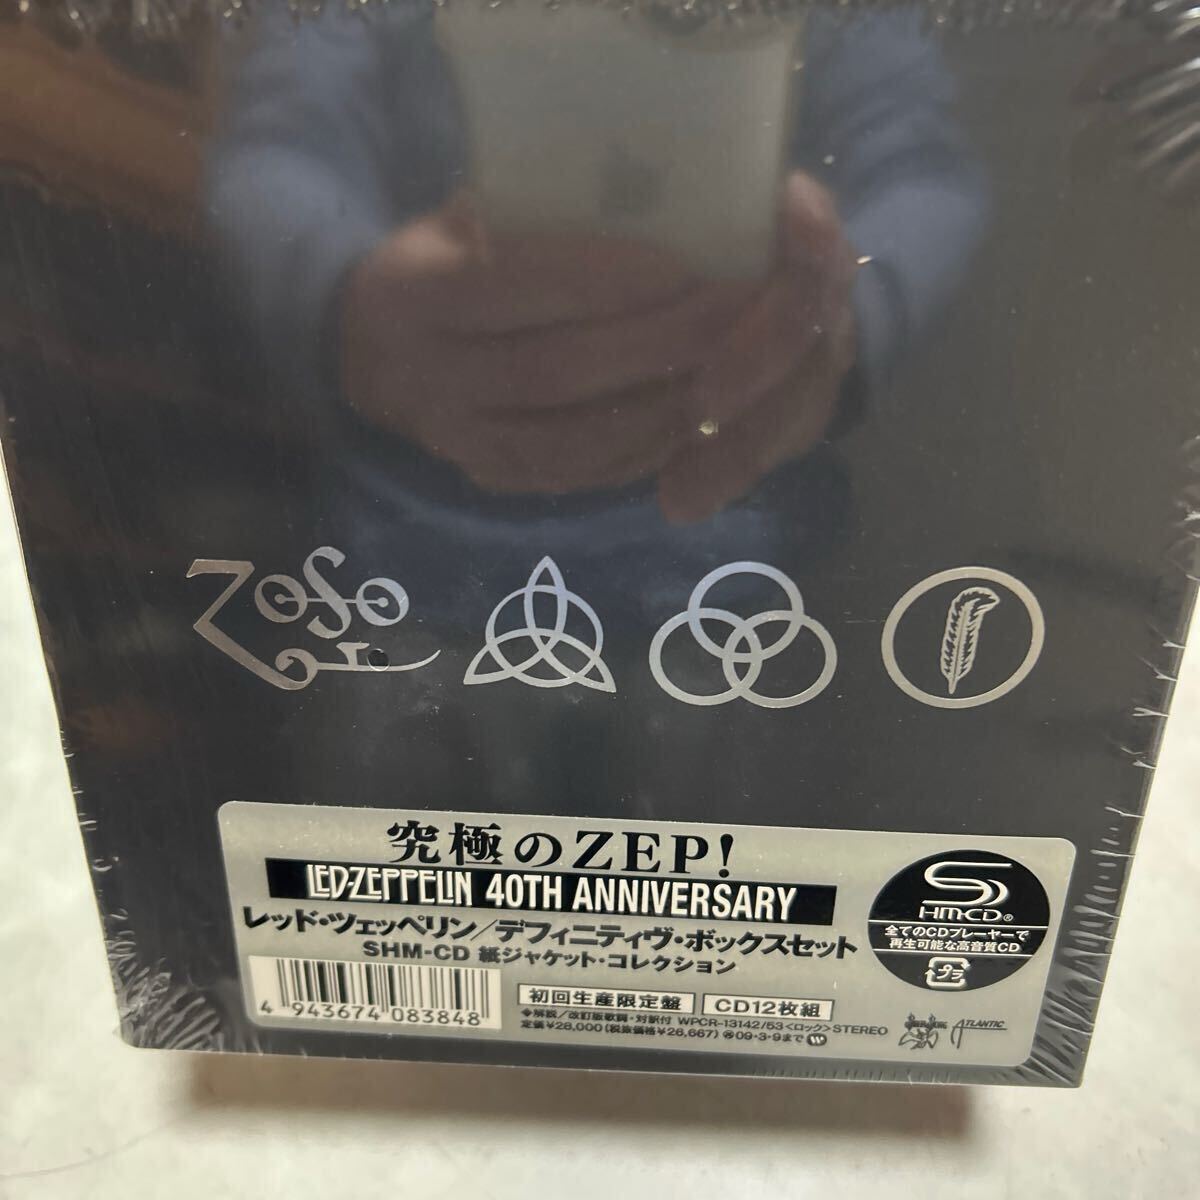 ZoSo
究極のZEP!
LED-ZEPPELIN 40TH ANNIVERSARY
レッド・ツェッペリン/デフィニティヴ・ボックスセット
SHM-CD 紙ジャケット・コレクション
4 943674 083848
初回生産限定盤
CD12枚組
◆解説/改訂版歌詞・対訳付 WPCR-13142/53<ロック>STEREO
定価¥28,000(税抜価格¥26,667) 09・3・9まで
SHM-CD®
全てのCDプレーヤーで
再生可能な高音質CD
プラ
ATLANTIC